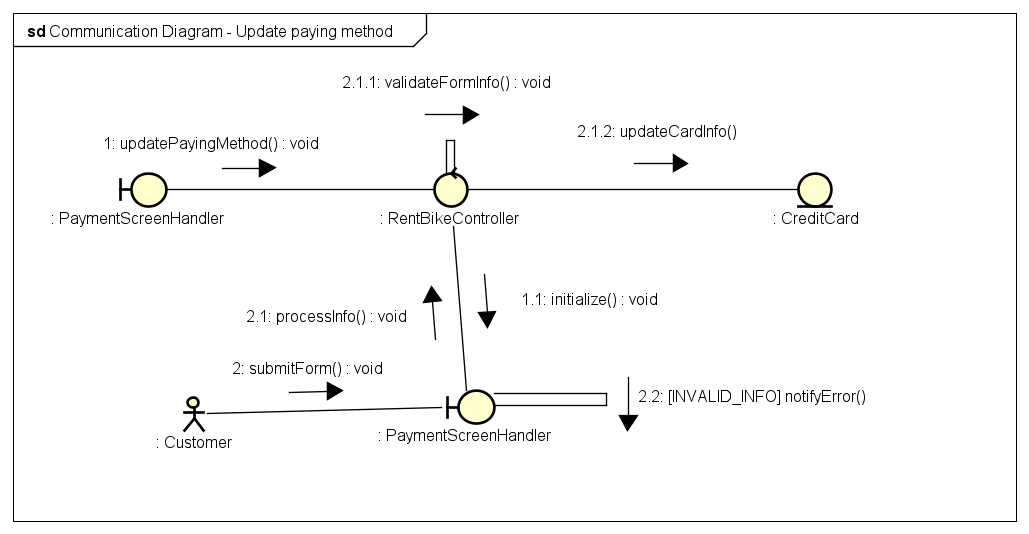 sd Communication Diagram - Update paying method
2.1.1: validateFormInfo() : void
2.1.2: updateCardInfo()
1: updatePayingMethod() : void
: PaymentScreenHandler
: RentBikeController
: CreditCard
1.1: initialize() : void
2.1: processInfo() : void
2: submitForm() : void
2.2: [INVALID_INFO] notifyError()
: PaymentScreenHandler
: Customer